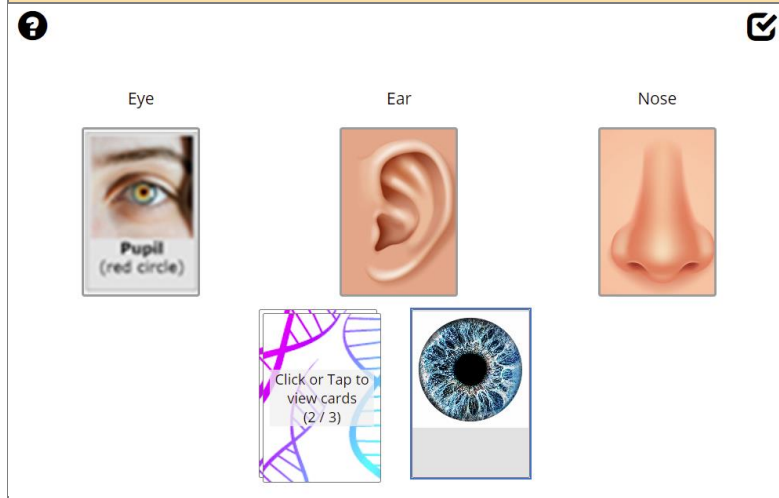 Eye
Ear
Nose
Pupil
(red circle)
Click or Tap to
view cards
(2 / 3)